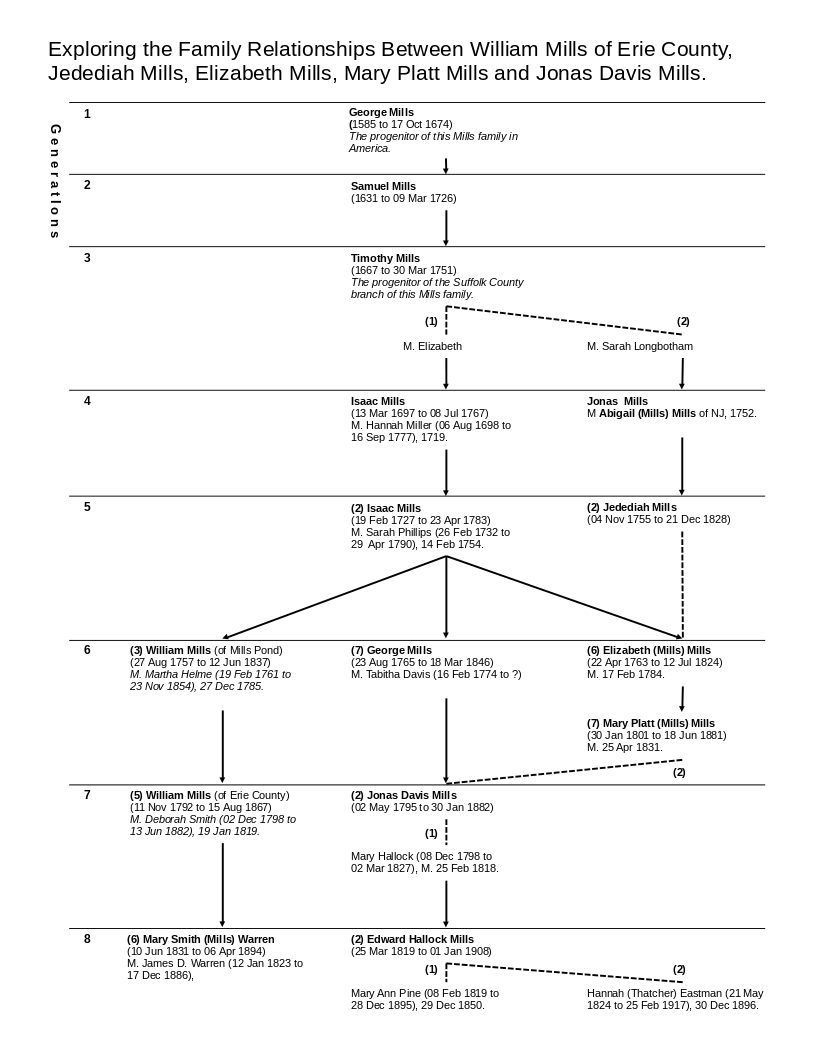 Exploring the Family Relationships Between William Mills of Erie County,
Jedediah Mills, Elizabeth Mills, Mary Platt Mills and Jonas Davis Mills.
Generations
1
George Mills
(1585 to 17 Oct 1674)
The progenitor of this Mills family in
America.
2
Samuel Mills
(1631 to 09 Mar 1726)
3
Timothy Mills
(1667 to 30 Mar 1751)
The progenitor of the Suffolk County
branch of this Mills family.
(1)
(2)
M. Elizabeth
M. Sarah Longbotham
4
Isaac Mills
(13 Mar 1697 to 08 Jul 1767)
M. Hannah Miller (06 Aug 1698 to
16 Sep 1777), 1719.
Jonas Mills
M Abigail (Mills) Mills of NJ, 1752.
5
(2) Isaac Mills
(19 Feb 1727 to 23 Apr 1783)
M. Sarah Phillips (26 Feb 1732 to
29 Apr 1790), 14 Feb 1754.
(2) Jedediah Mills
(04 Nov 1755 to 21 Dec 1828)
6
(3) William Mills (of Mills Pond)
(27 Aug 1757 to 12 Jun 1837)
M. Martha Helme (19 Feb 1761 to
23 Nov 1854), 27 Dec 1785.
(7) George Mills
(23 Aug 1765 to 18 Mar 1846)
M. Tabitha Davis (16 Feb 1774 to ?)
(6) Elizabeth (Mills) Mills
(22 Apr 1763 to 12 Jul 1824)
M. 17 Feb 1784.
(7) Mary Platt (Mills) Mills
(30 Jan 1801 to 18 Jun 1881)
M. 25 Apr 1831.
(2)
7
(5) William Mills (of Erie County)
(11 Nov 1792 to 15 Aug 1867)
M. Deborah Smith (02 Dec 1798 to
13 Jun 1882), 19 Jan 1819.
(2) Jonas Davis Mills
(02 May 1795 to 30 Jan 1882)
(1)
Mary Hallock (08 Dec 1798 to
02 Mar 1827), M. 25 Feb 1818.
8
(6) Mary Smith (Mills) Warren
(10 Jun 1831 to 06 Apr 1894)
M. James D. Warren (12 Jan 1823 to
17 Dec 1886),
(2) Edward Hallock Mills
(25 Mar 1819 to 01 Jan 1908)
(1)
(2)
Mary Ann Pine (08 Feb 1819 to
28 Dec 1895), 29 Dec 1850.
Hannah (Thatcher) Eastman (21 May
1824 to 25 Feb 1917), 30 Dec 1896.